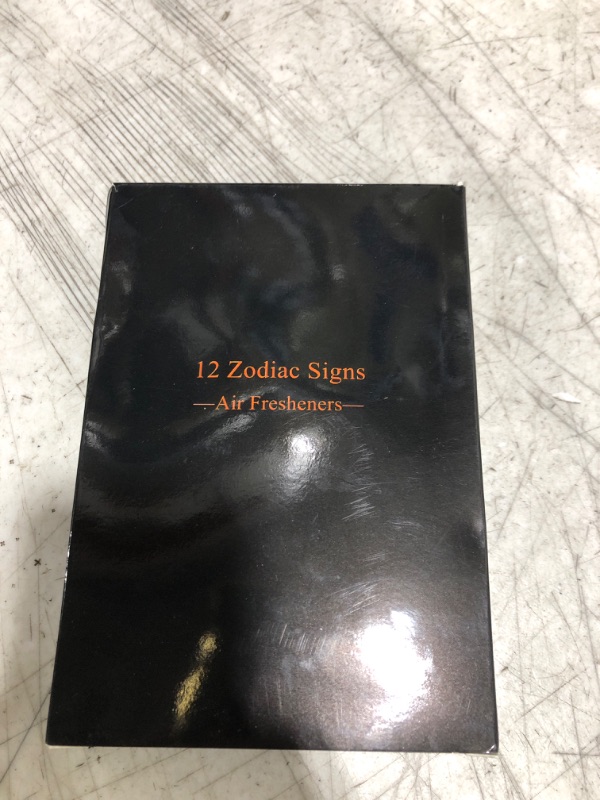 12 Zodiac Signs
—Air Fresheners—